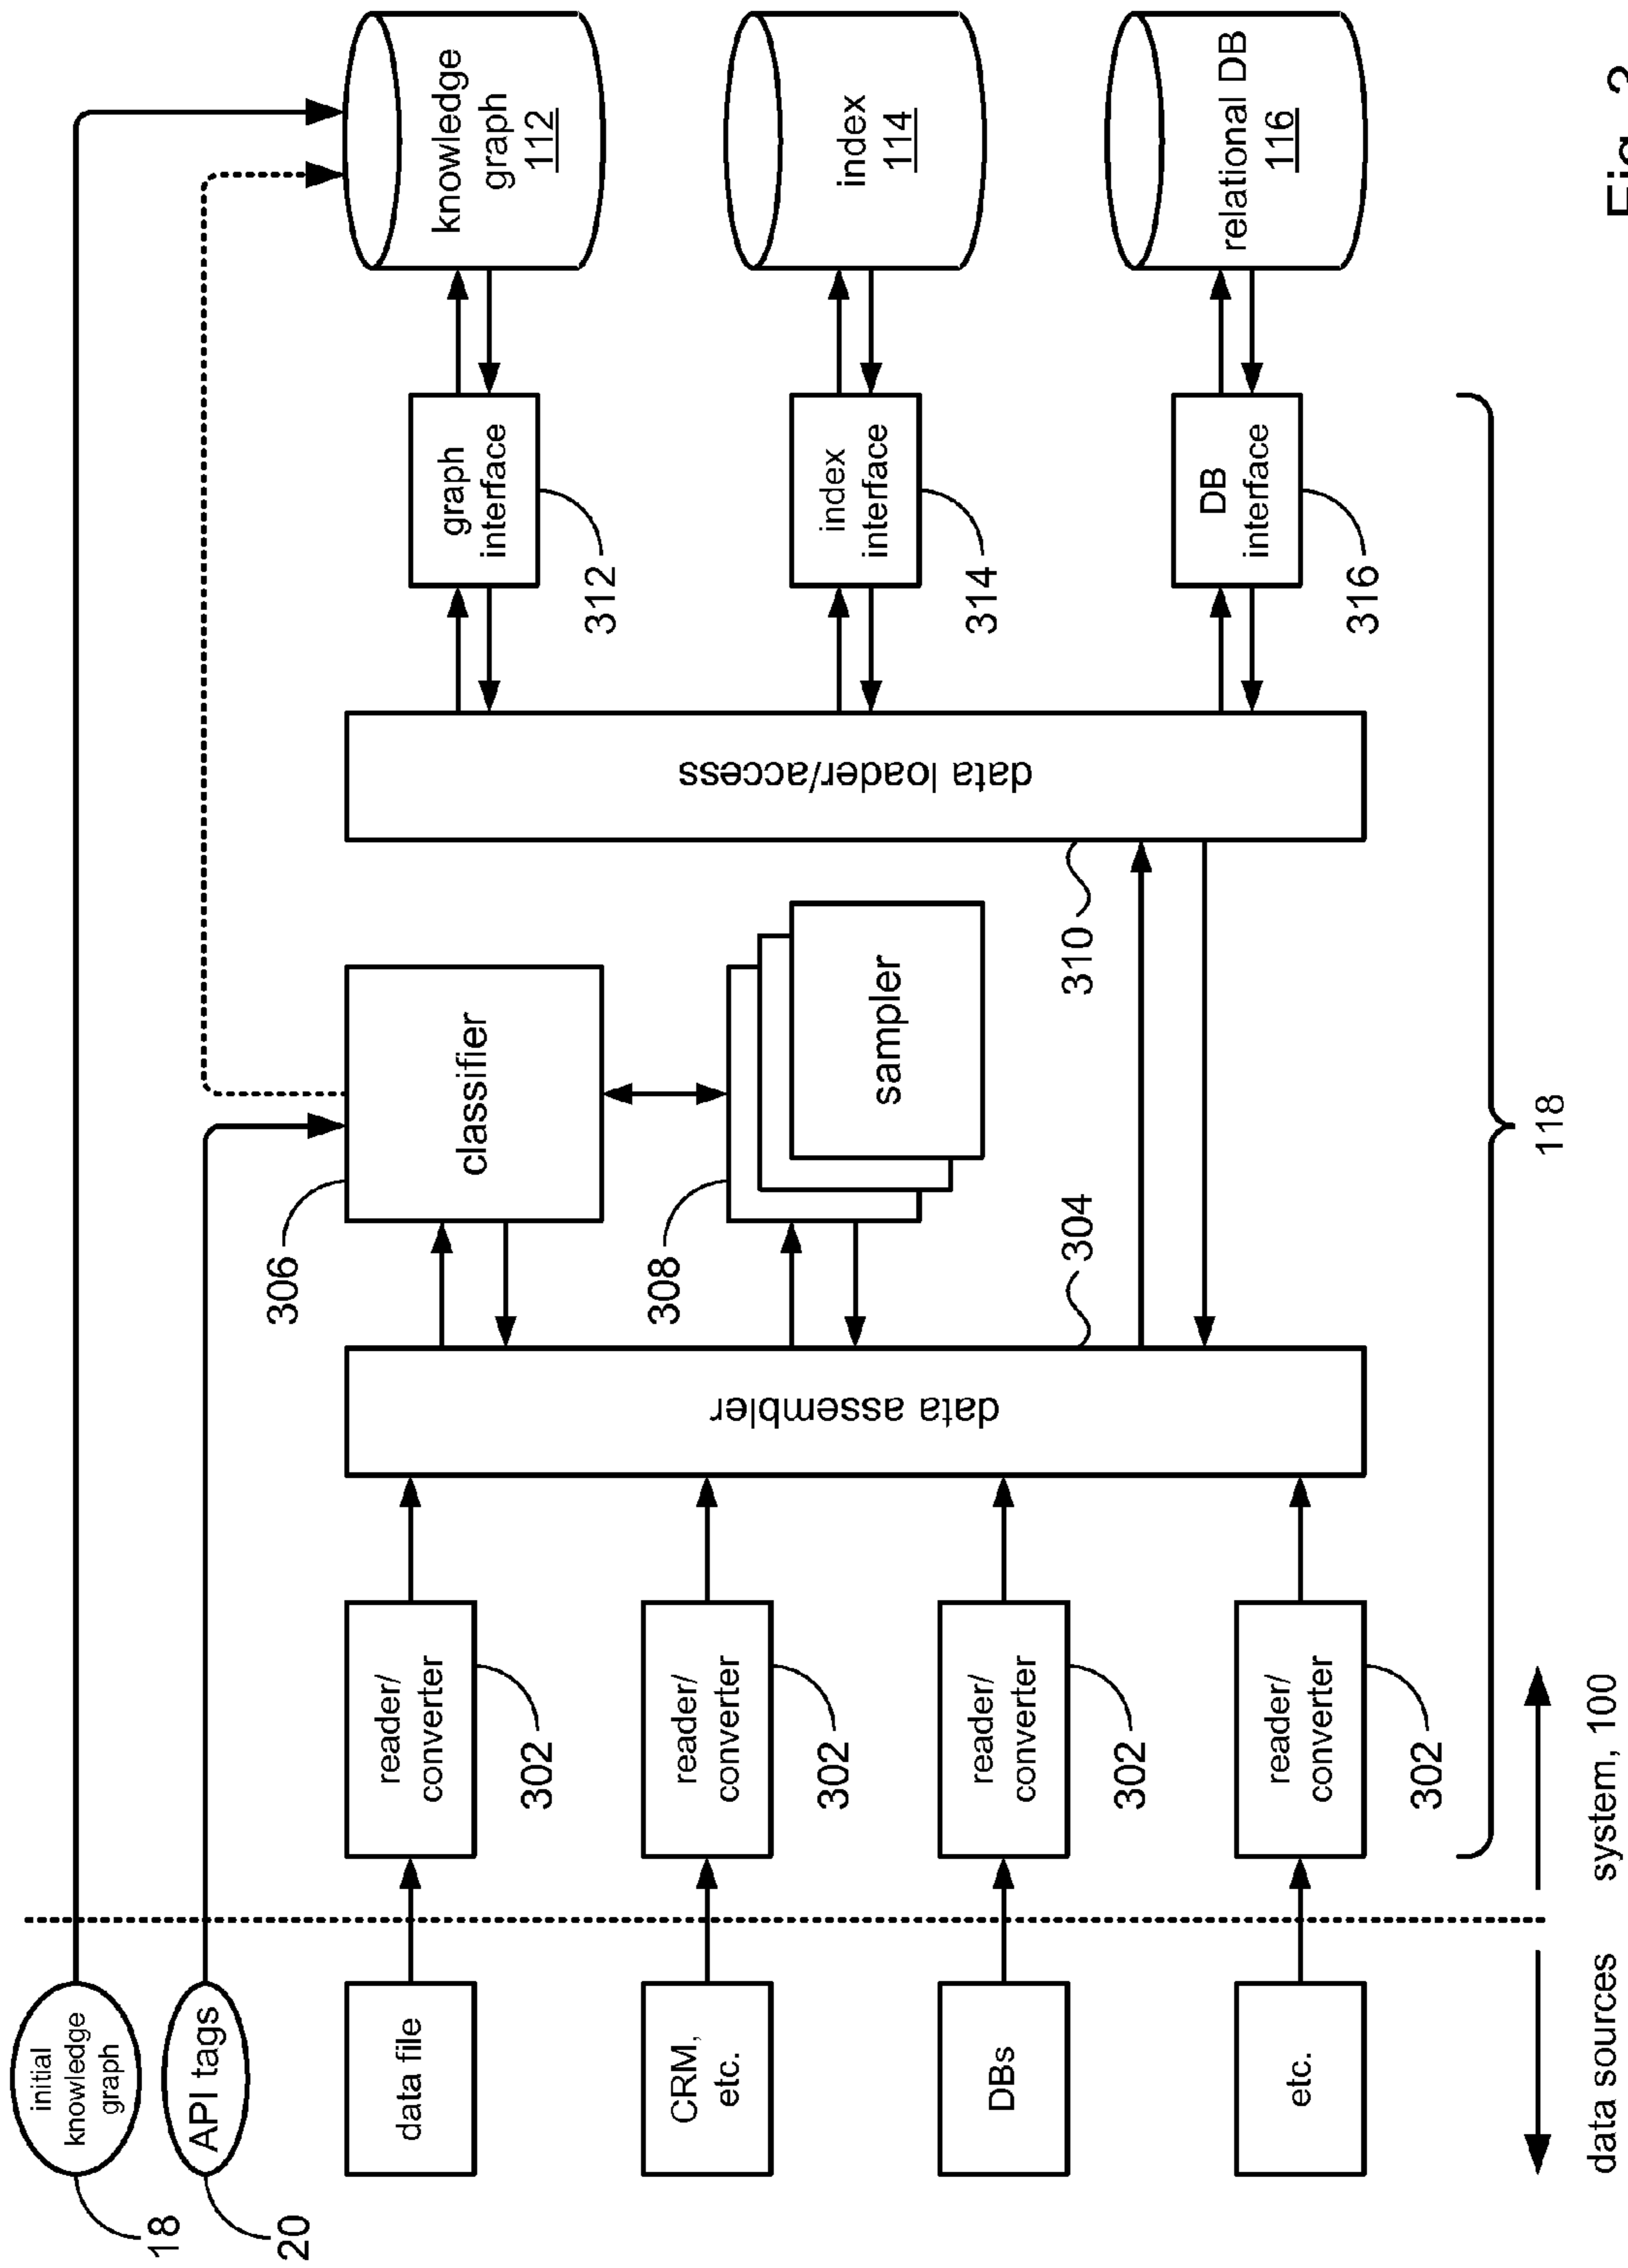 initial
knowledge
graph
18
API tags
20
data file
CRM,
etc.
DBs
etc.
reader/
converter
302
reader/
converter
302
reader/
converter
302
reader/
converter
302
data assembler
304
classifier
306
sampler
308
data loader/access
310
graph
interface
312
index
interface
314
DB
interface
316
knowledge
graph
112
index
114
relational DB
116
118
data sources
system, 100